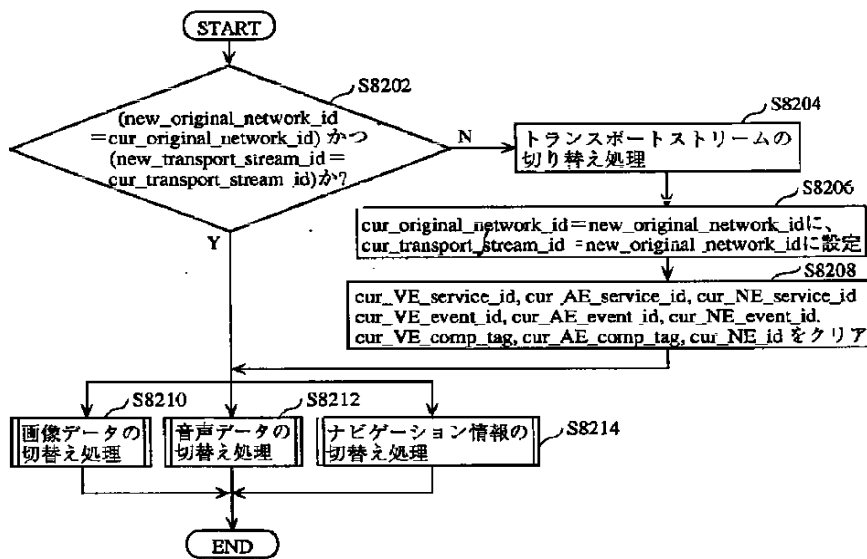 START
S8202
(new_original_network_id
=cur_original_network_id) かつ
(new_transport_stream_id=
cur_transport_stream_id)か?
N
Y
S8204
トランスポートストリームの
切り替え処理
S8206
cur_original_network_id=new_original_network_idに、
cur_transport_stream_id =new_original_network_idに設定
S8208
cur_VE_service_id, cur_AE_service_id, cur_NE_service_id
cur_VE_event_id, cur_AE_event_id, cur_NE_event_id.
cur_VE_comp_tag, cur_AE_comp_tag, cur_NE_id をクリア
S8210
画像データの
切替え処理
S8212
音声データの
切替え処理
ナビゲーション情報の
切替え処理
S8214
END